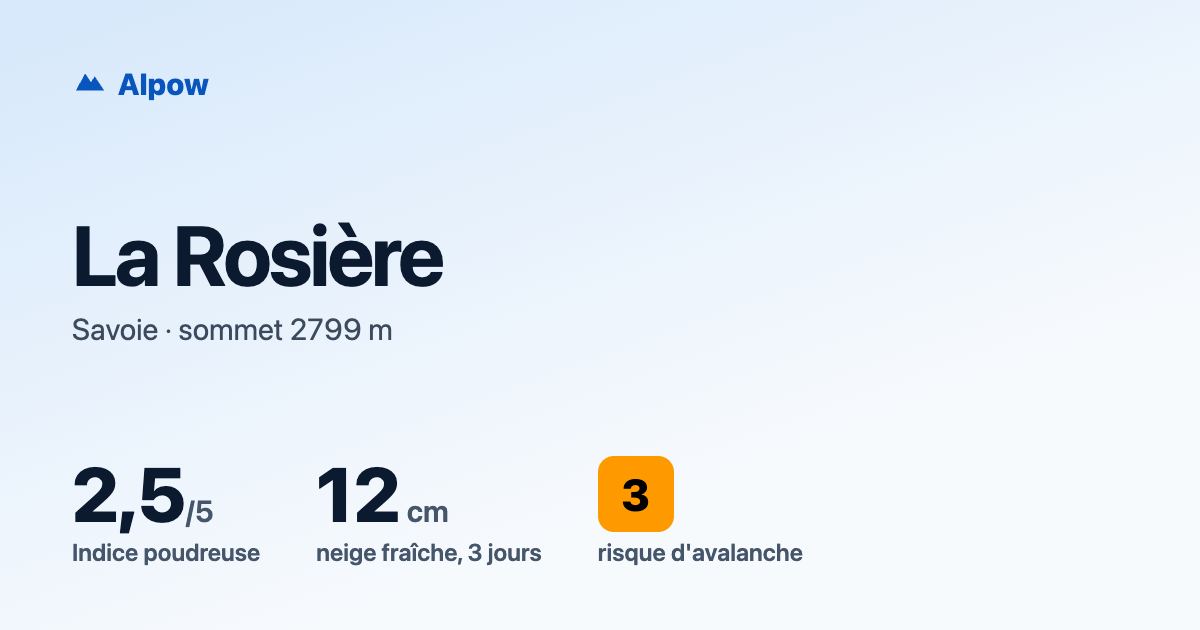 Alpow
La Rosière
Savoie · sommet 2799 m
2,5/5
Indice poudreuse
12 cm
neige fraîche, 3 jours
3
risque d'avalanche